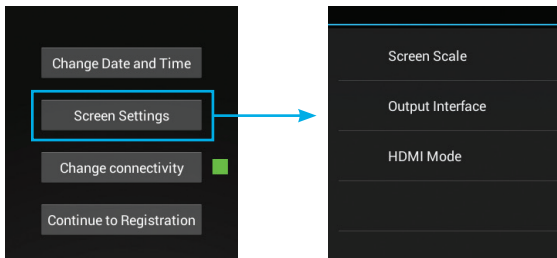 Change Date and Time
Screen Settings
Change connectivity
Continue to Registration
Screen Scale
Output Interface
HDMI Mode